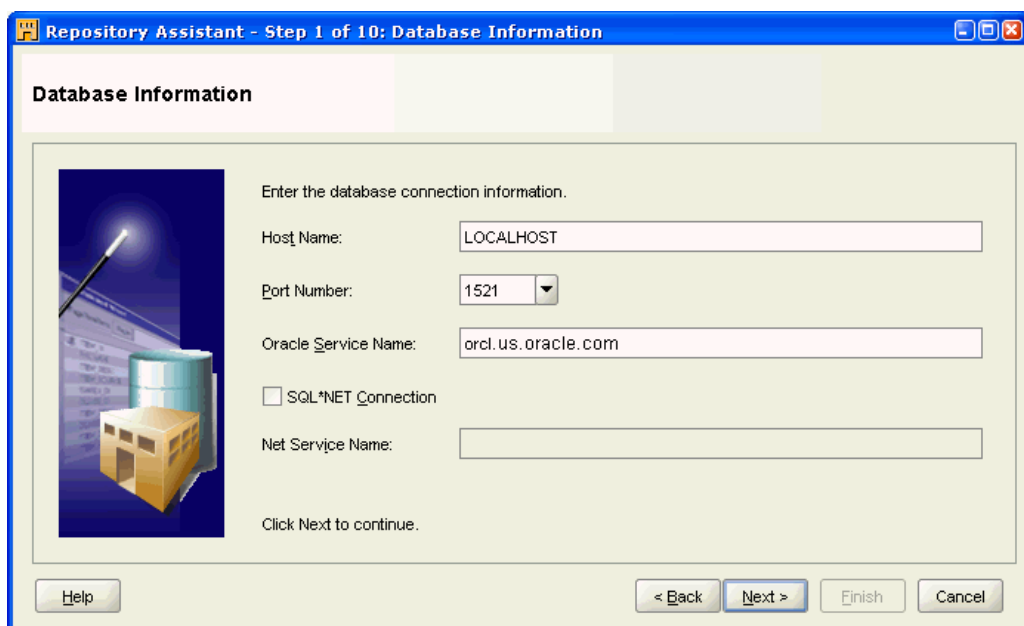 Repository Assistant - Step 1 of 10: Database Information
Database Information
Enter the database connection information.
Host Name: LOCALHOST
Port Number: 1521
Oracle Service Name: orcl.us.oracle.com
SQL*NET Connection
Net Service Name:
Click Next to continue.
Help < Back Next > Finish Cancel